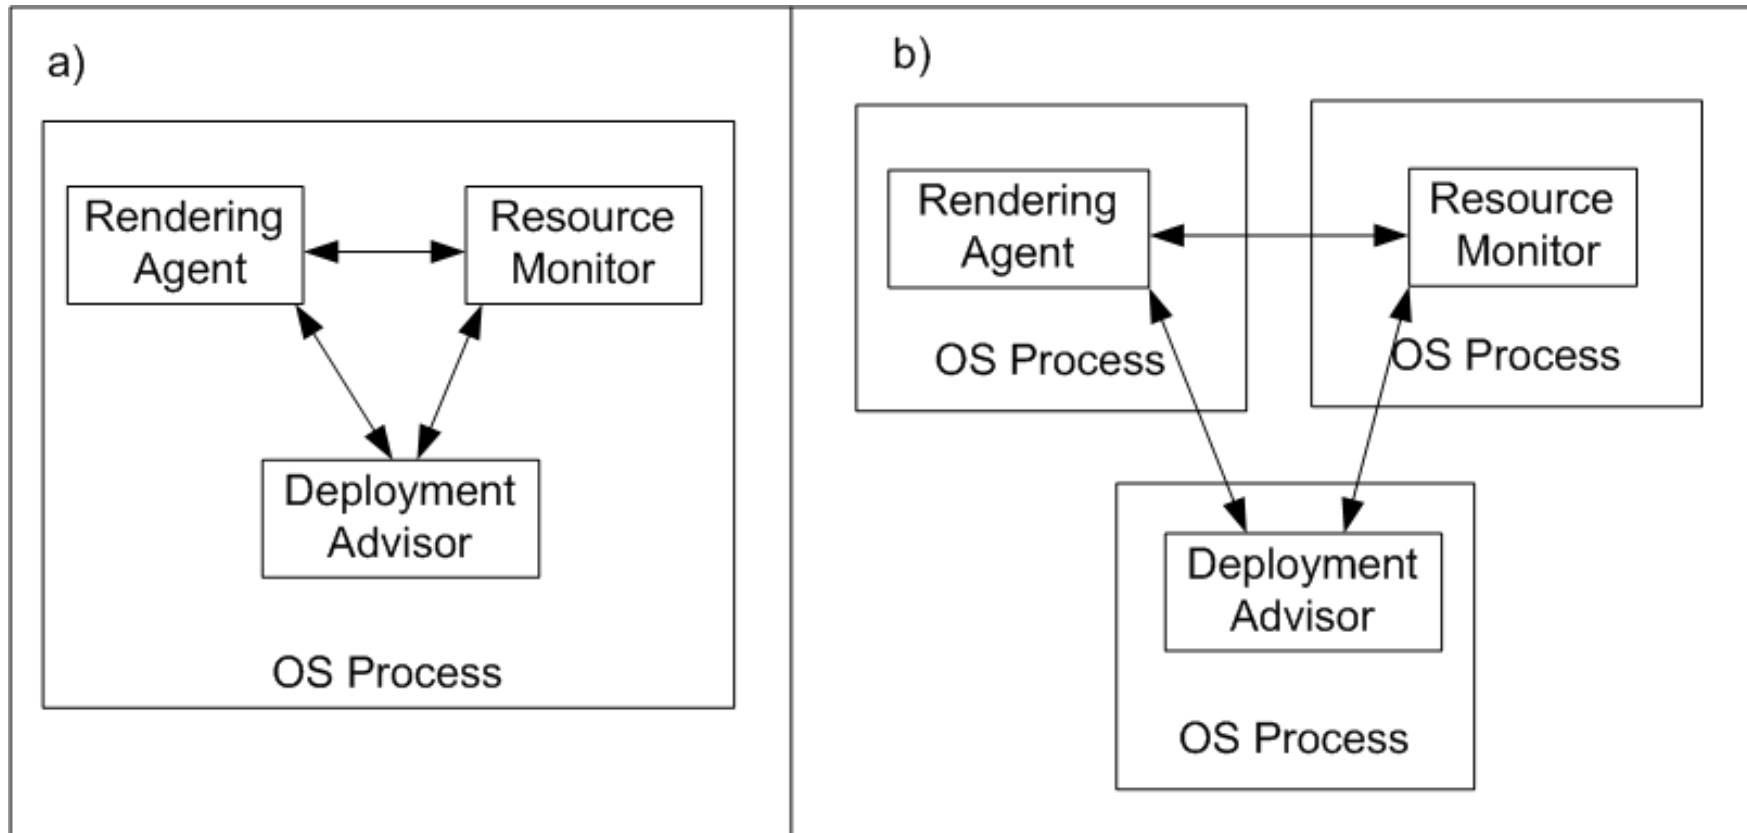 a)
Rendering
Agent
Resource
Monitor
Deployment
Advisor
OS Process
b)
Rendering
Agent
OS Process
Resource
Monitor
OS Process
Deployment
Advisor
OS Process